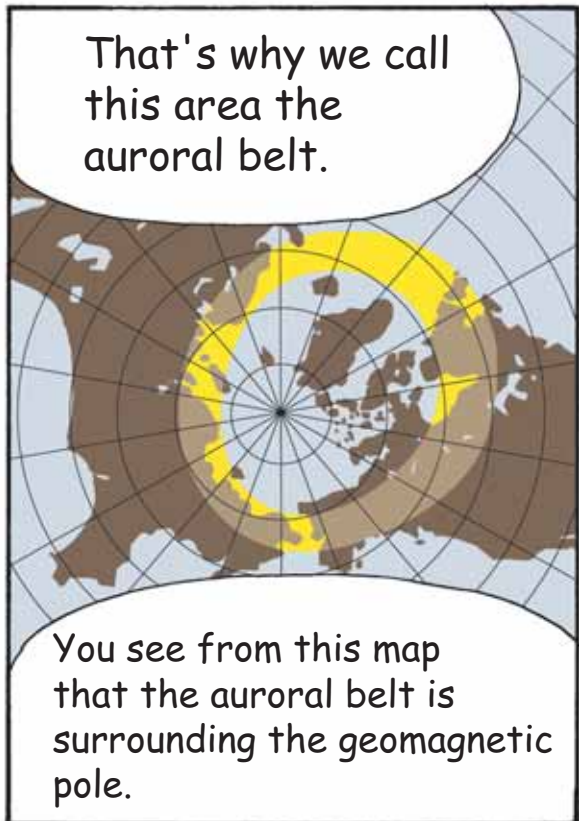 That's why we call
this area the
auroral belt.
You see from this map
that the auroral belt is
surrounding the geomagnetic
pole.